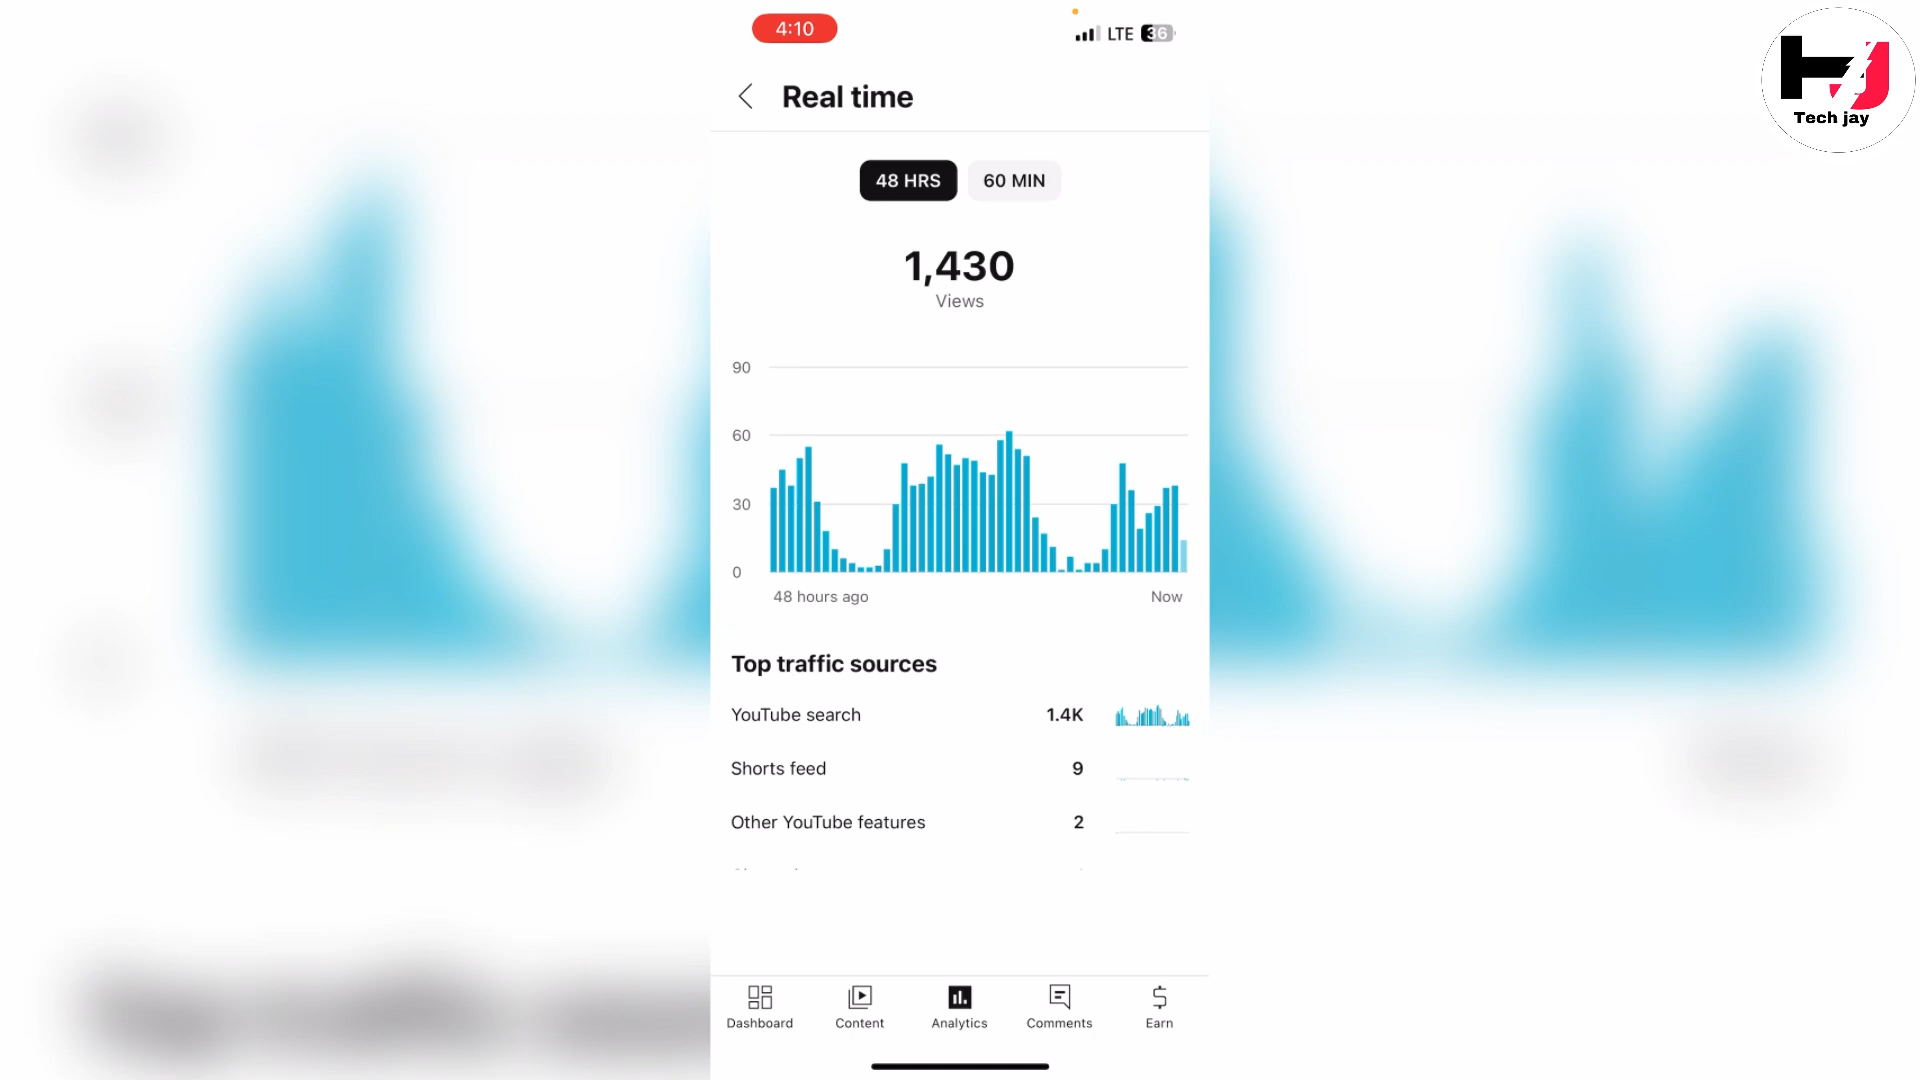 4:10
LTE 36
Tech jay
Real time
48 HRS 60 MIN
1,430
Views
90
60
30
0
48 hours ago Now
Top traffic sources
YouTube search 1.4K
Shorts feed 9
Other YouTube features 2
Dashboard Content Analytics Comments Earn